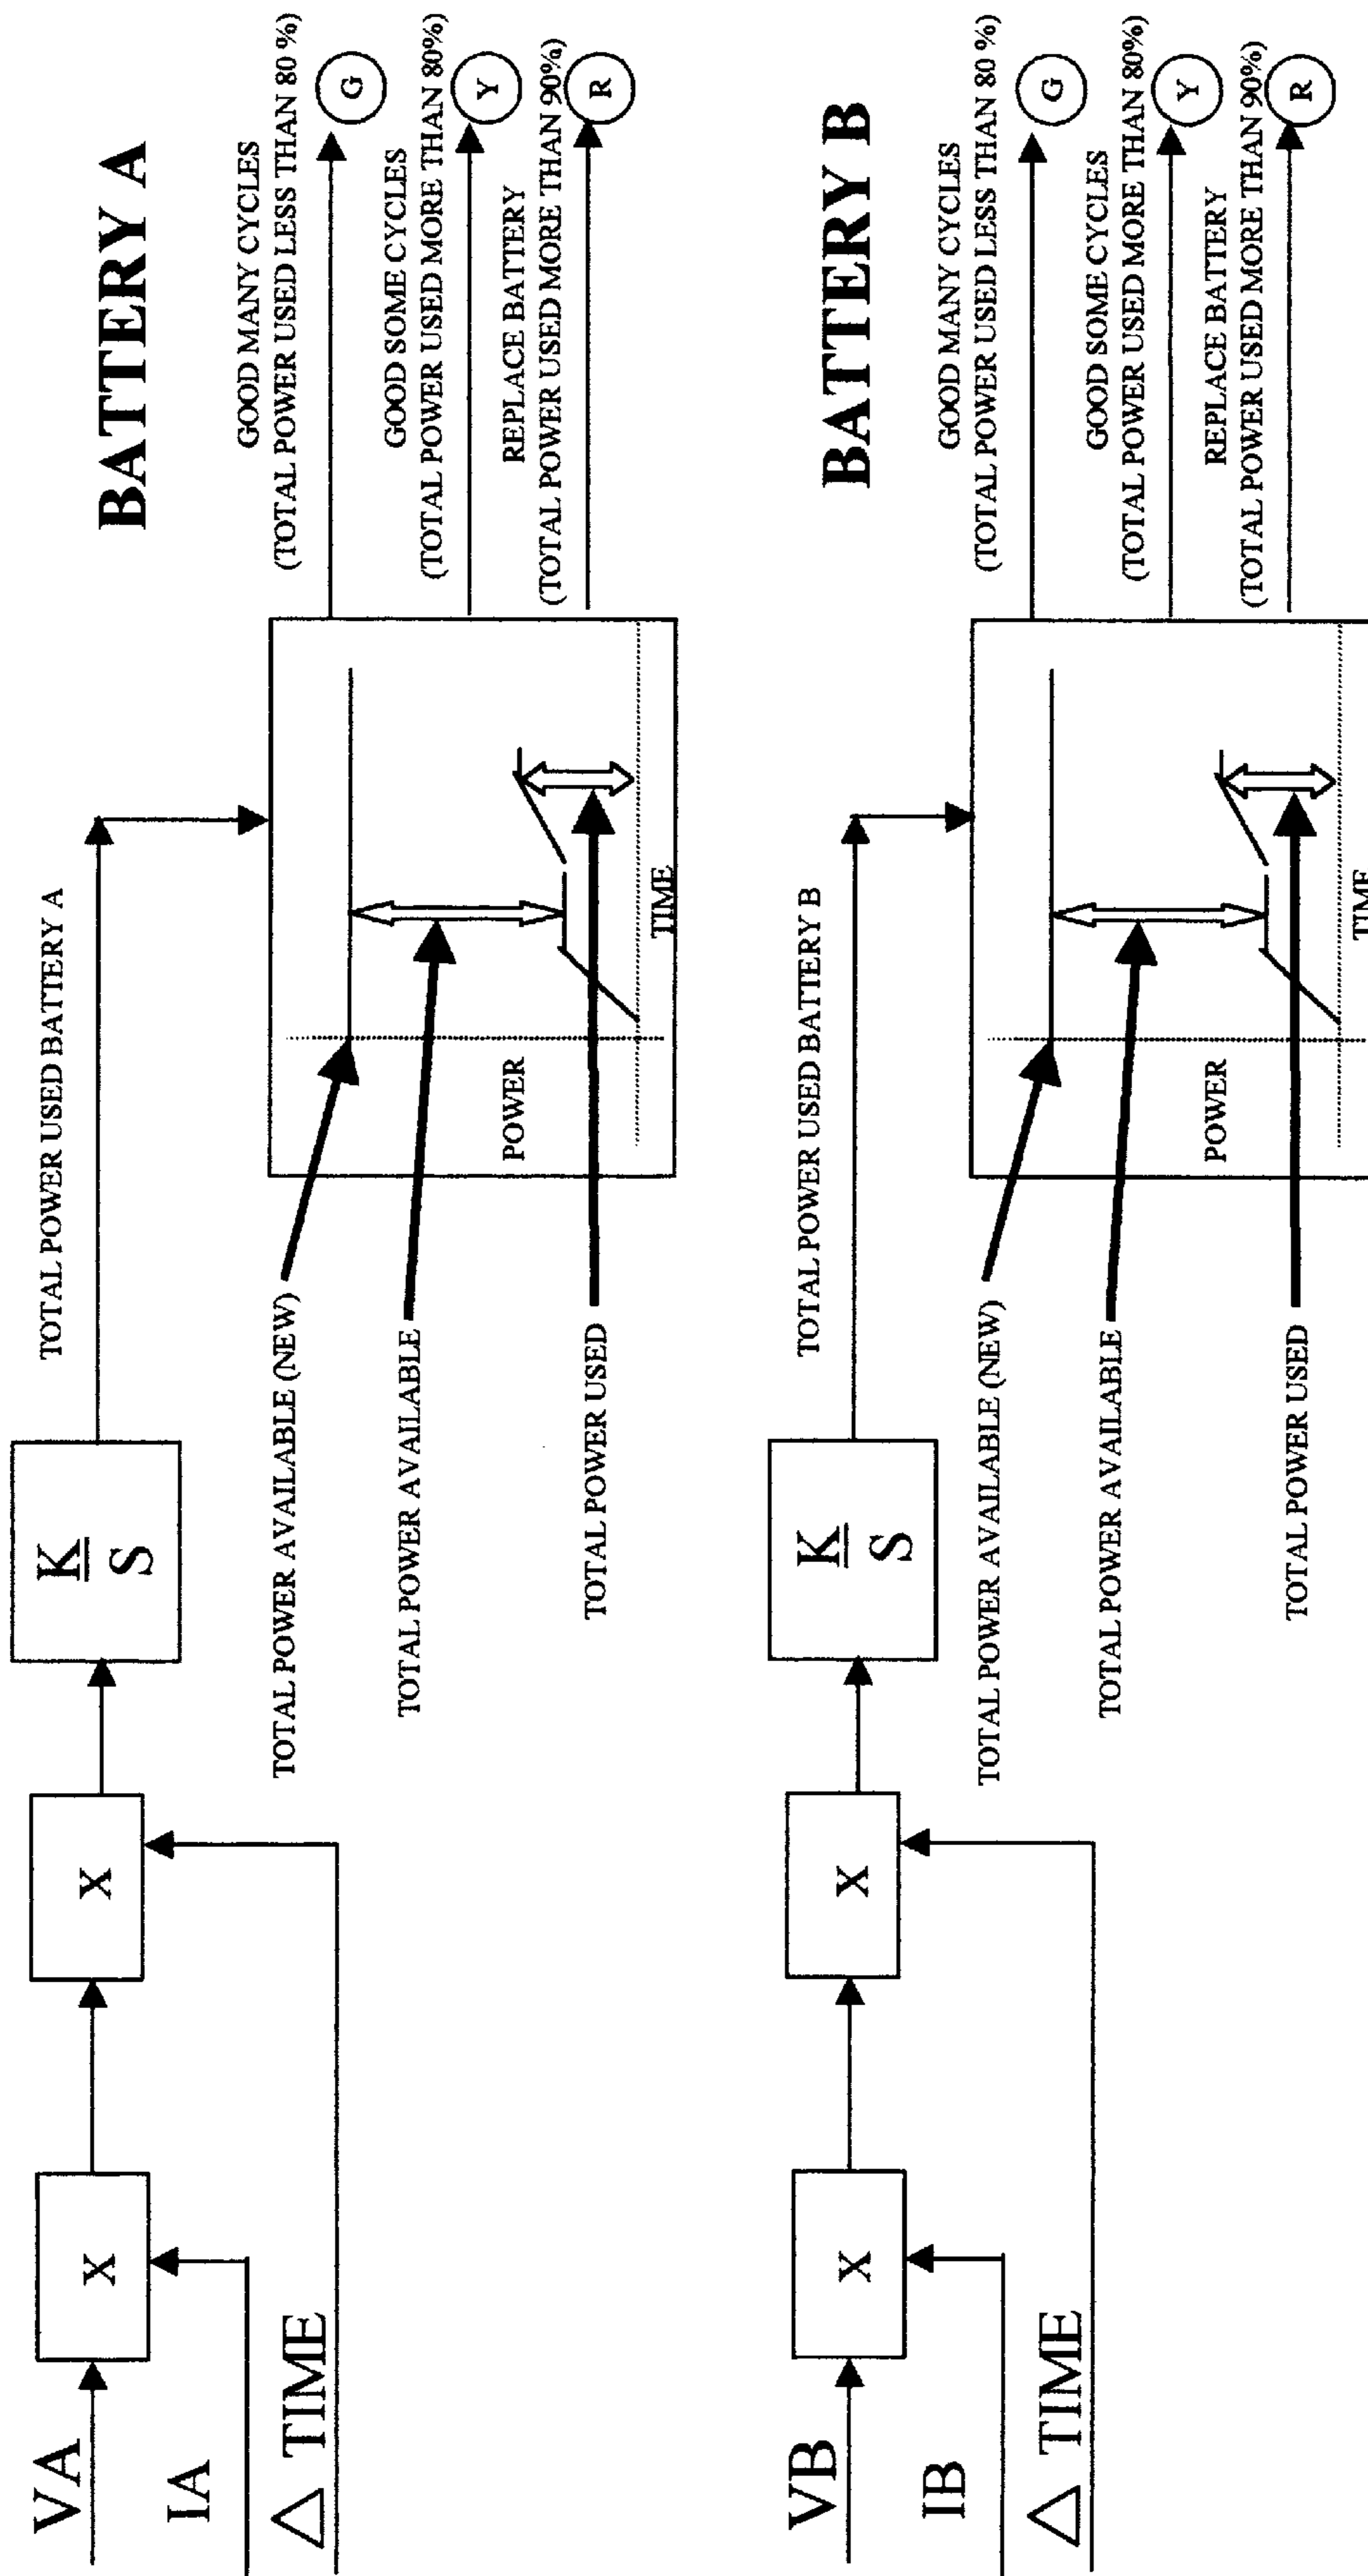 BATTERY A
VA
IA
△ TIME
X
X
K
S
TOTAL POWER USED BATTERY A
TOTAL POWER AVAILABLE (NEW)
TOTAL POWER AVAILABLE
TOTAL POWER USED
POWER
TIME
GOOD MANY CYCLES
(TOTAL POWER USED LESS THAN 80 %)
G
GOOD SOME CYCLES
(TOTAL POWER USED MORE THAN 80%)
Y
REPLACE BATTERY
(TOTAL POWER USED MORE THAN 90%)
R
BATTERY B
VB
IB
△ TIME
X
X
K
S
TOTAL POWER USED BATTERY B
TOTAL POWER AVAILABLE (NEW)
TOTAL POWER AVAILABLE
TOTAL POWER USED
POWER
TIME
GOOD MANY CYCLES
(TOTAL POWER USED LESS THAN 80 %)
G
GOOD SOME CYCLES
(TOTAL POWER USED MORE THAN 80%)
Y
REPLACE BATTERY
(TOTAL POWER USED MORE THAN 90%)
R